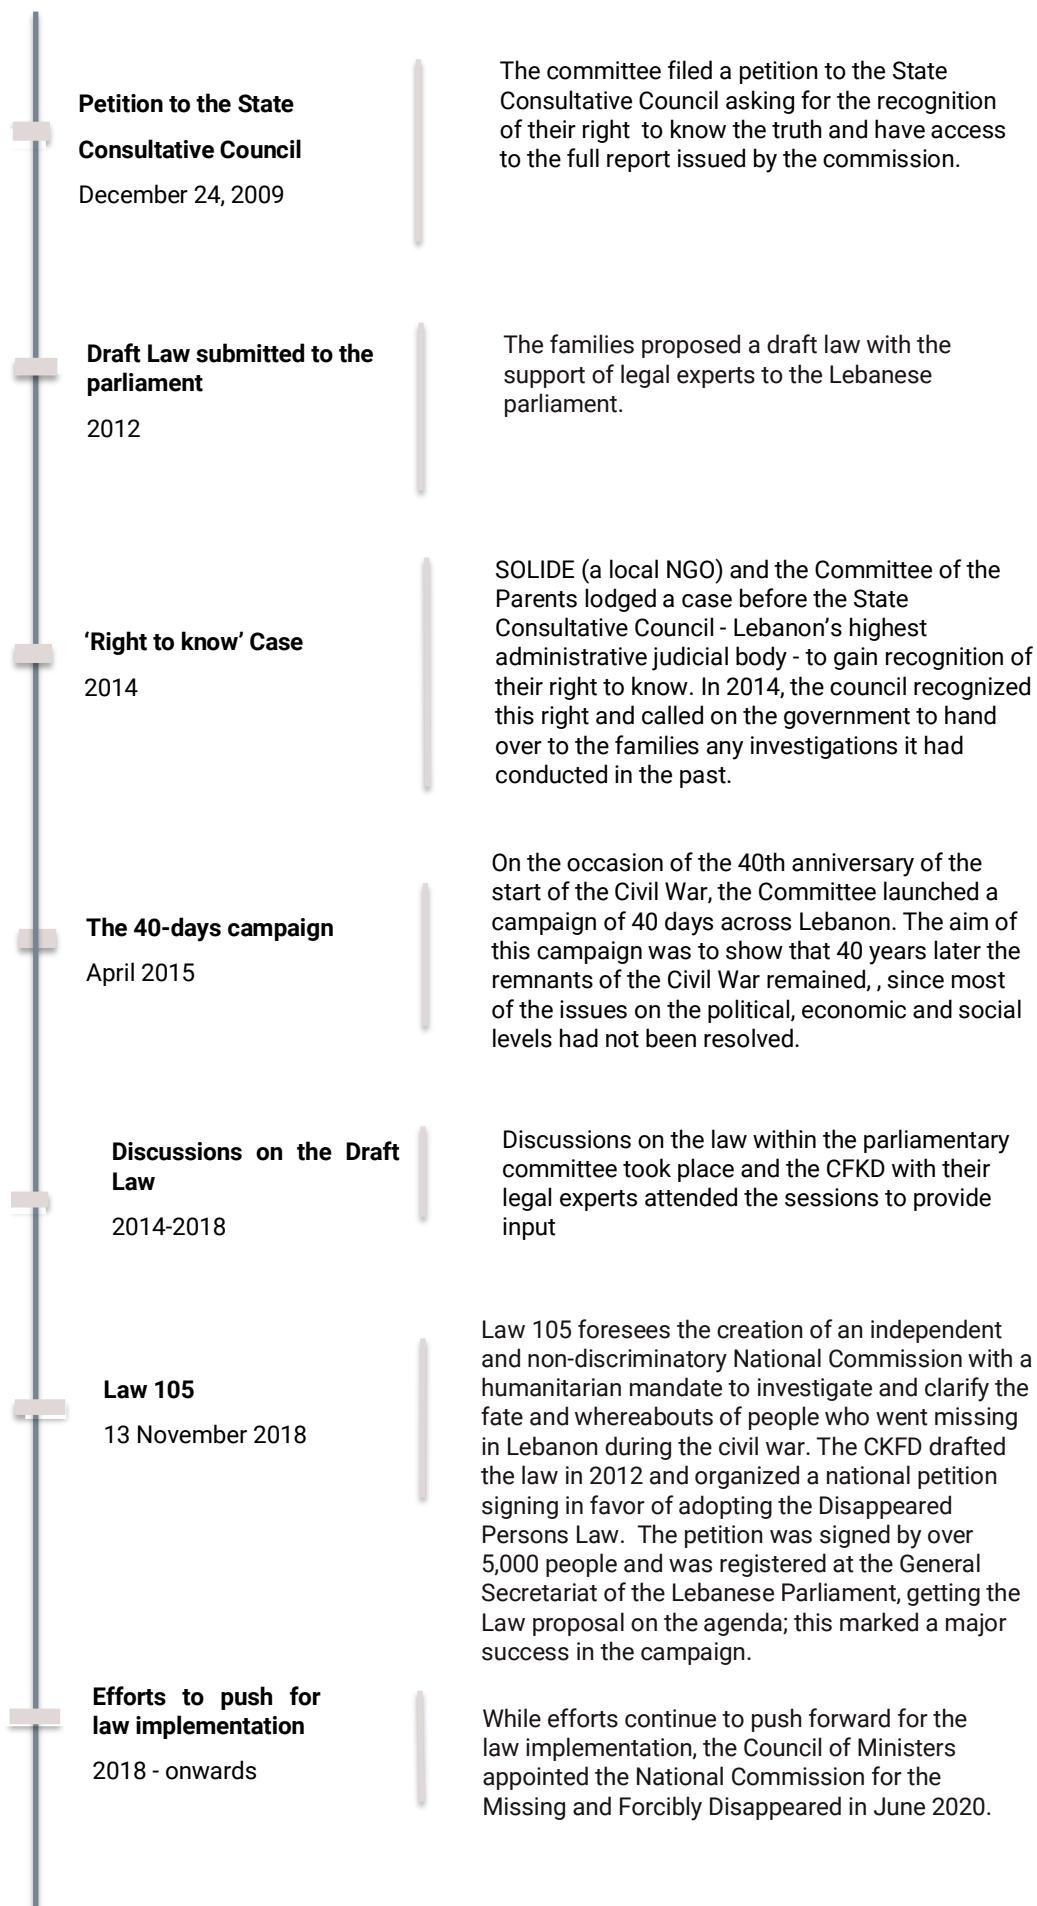 Petition to the State
Consultative Council
December 24, 2009
The committee filed a petition to the State
Consultative Council asking for the recognition
of their right  to know the truth and have access
to the full report issued by the commission.
Draft Law submitted to the
parliament
2012
The families proposed a draft law with the
support of legal experts to the Lebanese
parliament.
‘Right to know’ Case
2014
SOLIDE (a local NGO) and the Committee of the
Parents lodged a case before the State
Consultative Council - Lebanon’s highest
administrative judicial body - to gain recognition of
their right to know. In 2014, the council recognized
this right and called on the government to hand
over to the families any investigations it had
conducted in the past.
The 40-days campaign
April 2015
On the occasion of the 40th anniversary of the
start of the Civil War, the Committee launched a
campaign of 40 days across Lebanon. The aim of
this campaign was to show that 40 years later the
remnants of the Civil War remained, , since most
of the issues on the political, economic and social
levels had not been resolved.
Discussions on the Draft
Law
2014-2018
Discussions on the law within the parliamentary
committee took place and the CFKD with their
legal experts attended the sessions to provide
input
Law 105
13 November 2018
Law 105 foresees the creation of an independent
and non-discriminatory National Commission with a
humanitarian mandate to investigate and clarify the
fate and whereabouts of people who went missing
in Lebanon during the civil war. The CKFD drafted
the law in 2012 and organized a national petition
signing in favor of adopting the Disappeared
Persons Law.  The petition was signed by over
5,000 people and was registered at the General
Secretariat of the Lebanese Parliament, getting the
Law proposal on the agenda; this marked a major
success in the campaign.
Efforts to push for
law implementation
2018 - onwards
While efforts continue to push forward for the
law implementation, the Council of Ministers
appointed the National Commission for the
Missing and Forcibly Disappeared in June 2020.